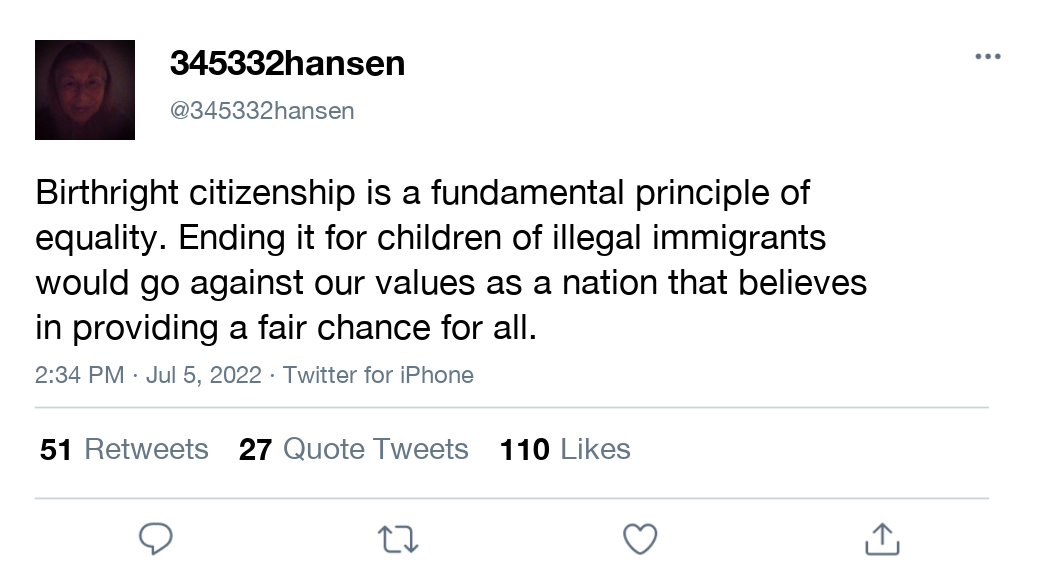 345332hansen
@345332hansen
Birthright citizenship is a fundamental principle of
equality. Ending it for children of illegal immigrants
would go against our values as a nation that believes
in providing a fair chance for all.
2:34 PM · Jul 5, 2022 · Twitter for iPhone
51 Retweets 27 Quote Tweets 110 Likes